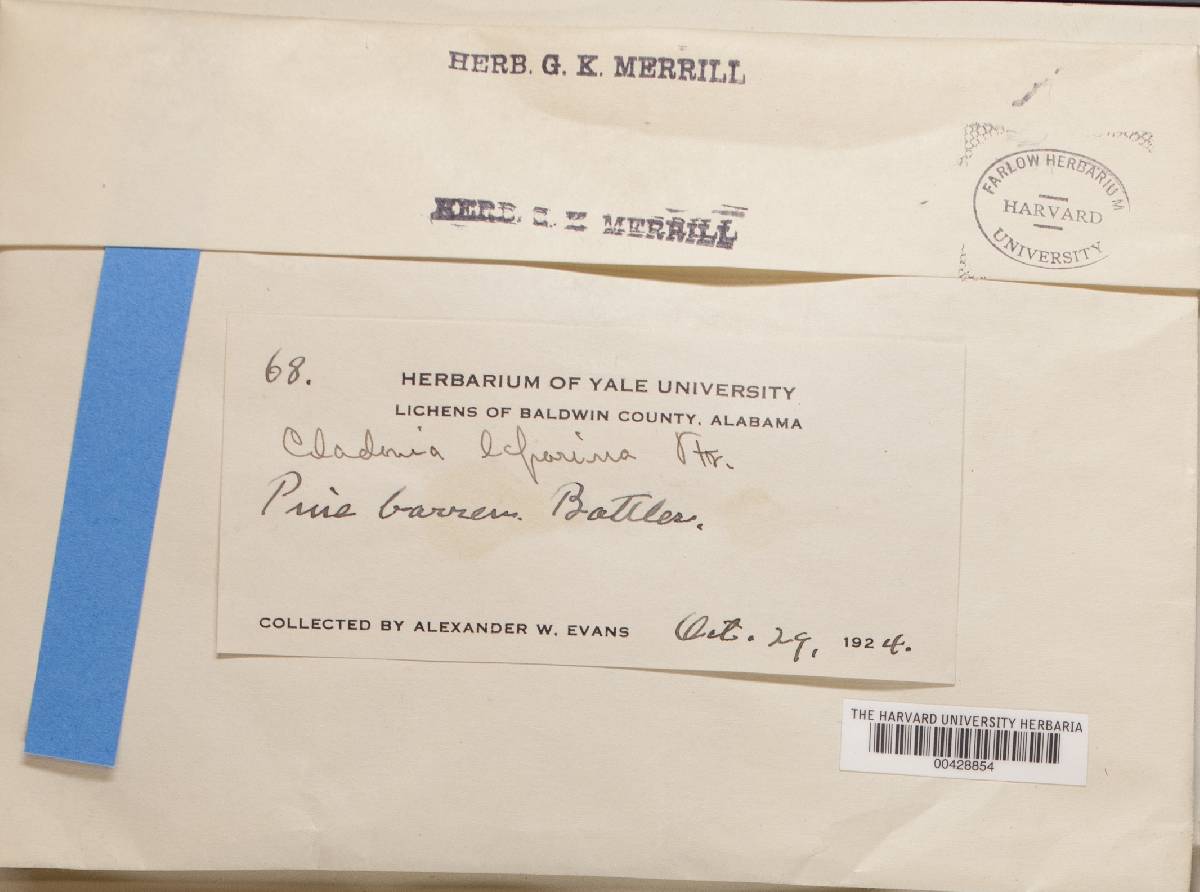 HERB. G. K. MERRILL
HERB. G. K MERRILL
FARLOW HERBARIUM
HARVARD
UNIVERSITY
68.
HERBARIUM OF YALE UNIVERSITY
LICHENS OF BALDWIN COUNTY, ALABAMA
Cladonia leporina Fr.
Pine barren. Battles.
COLLECTED BY ALEXANDER W. EVANS Oct. 29, 1924.
THE HARVARD UNIVERSITY HERBARIA
00428854